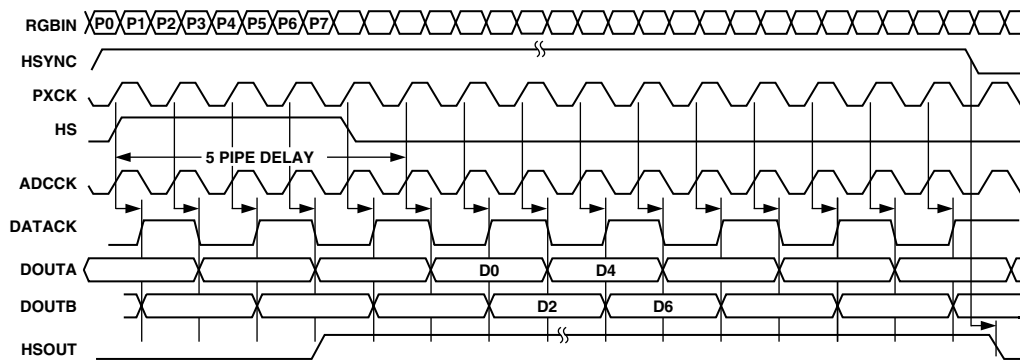 RGBIN P0 P1 P2 P3 P4 P5 P6 P7
HSYNC
PXCK
HS
5 PIPE DELAY
ADCCK
DATACK
DOUTA D0 D4
DOUTB D2 D6
HSOUT